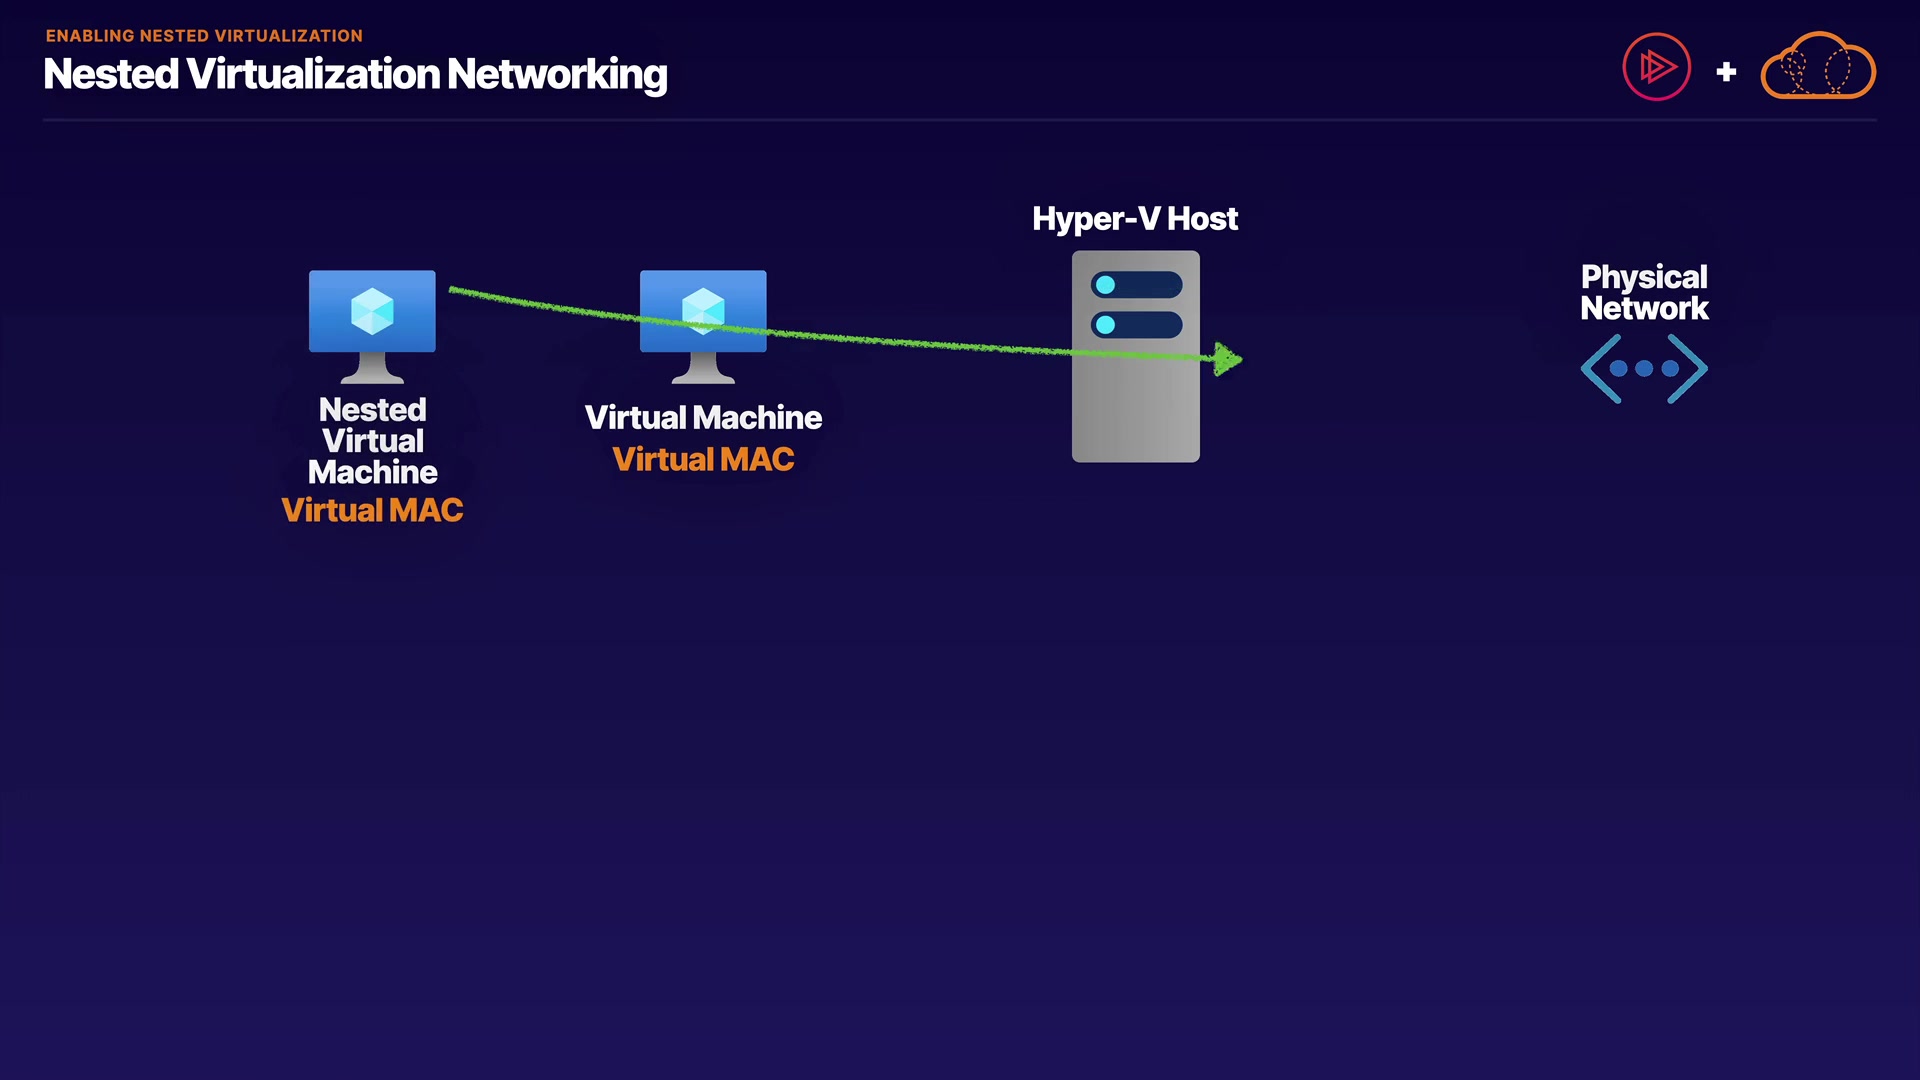 ENABLING NESTED VIRTUALIZATION
Nested Virtualization Networking
Hyper-V Host
Physical
Network
Nested
Virtual
Machine
Virtual MAC
Virtual Machine
Virtual MAC